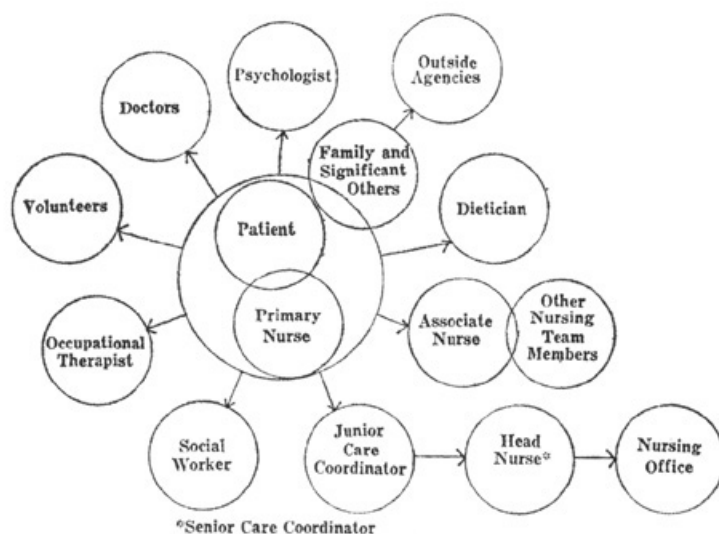 Psychologist
Outside
Agencies
Doctors
Family and
Significant
Others
Volunteers
Dietician
Patient
Primary
Nurse
Associate
Nurse
Other
Nursing
Team
Members
Occupational
Therapist
Social
Worker
Junior
Care
Coordinator
Head
Nurse*
Nursing
Office
*Senior Care Coordinator